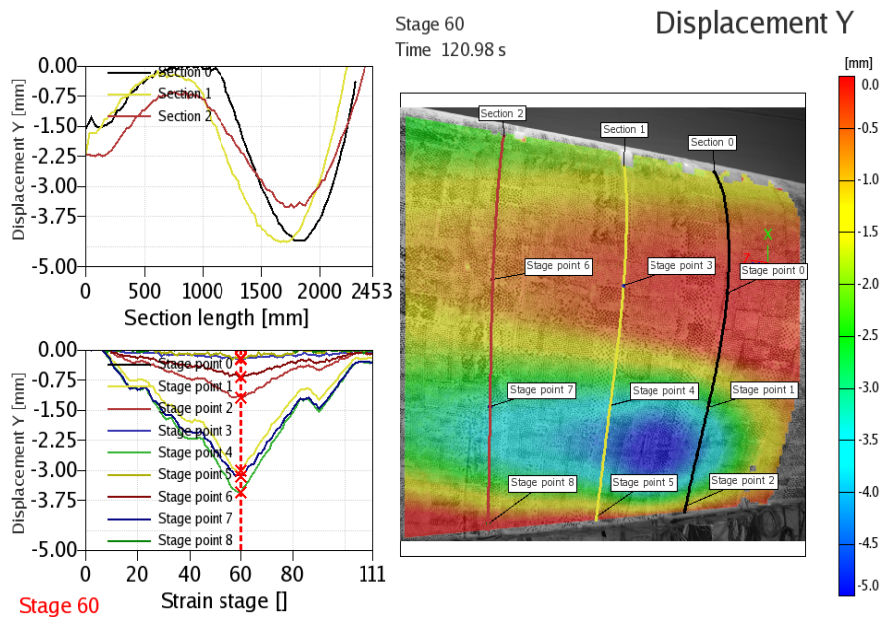 Stage 60
Time 120.98 s
Displacement Y
[mm]
0.0
-0.5
-1.0
-1.5
-2.0
-2.5
-3.0
-3.5
-4.0
-4.5
-5.0
Displacement Y [mm]
0.00
-0.75
-1.50
-2.25
-3.00
-3.75
-5.00
Section 0
Section 1
Section 2
0 500 1000 1500 2000 2453
Section length [mm]
Displacement Y [mm]
0.00
-0.75
-1.50
-2.25
-3.00
-3.75
-5.00
Stage point 0
Stage point 1
Stage point 2
Stage point 3
Stage point 4
Stage point 5
Stage point 6
Stage point 7
Stage point 8
0 20 40 60 80 111
Strain stage []
Stage 60
Section 2
Section 1
Section 0
Stage point 6
Stage point 3
Stage point 0
X
Stage point 7
Stage point 4
Stage point 1
Stage point 8
Stage point 5
Stage point 2